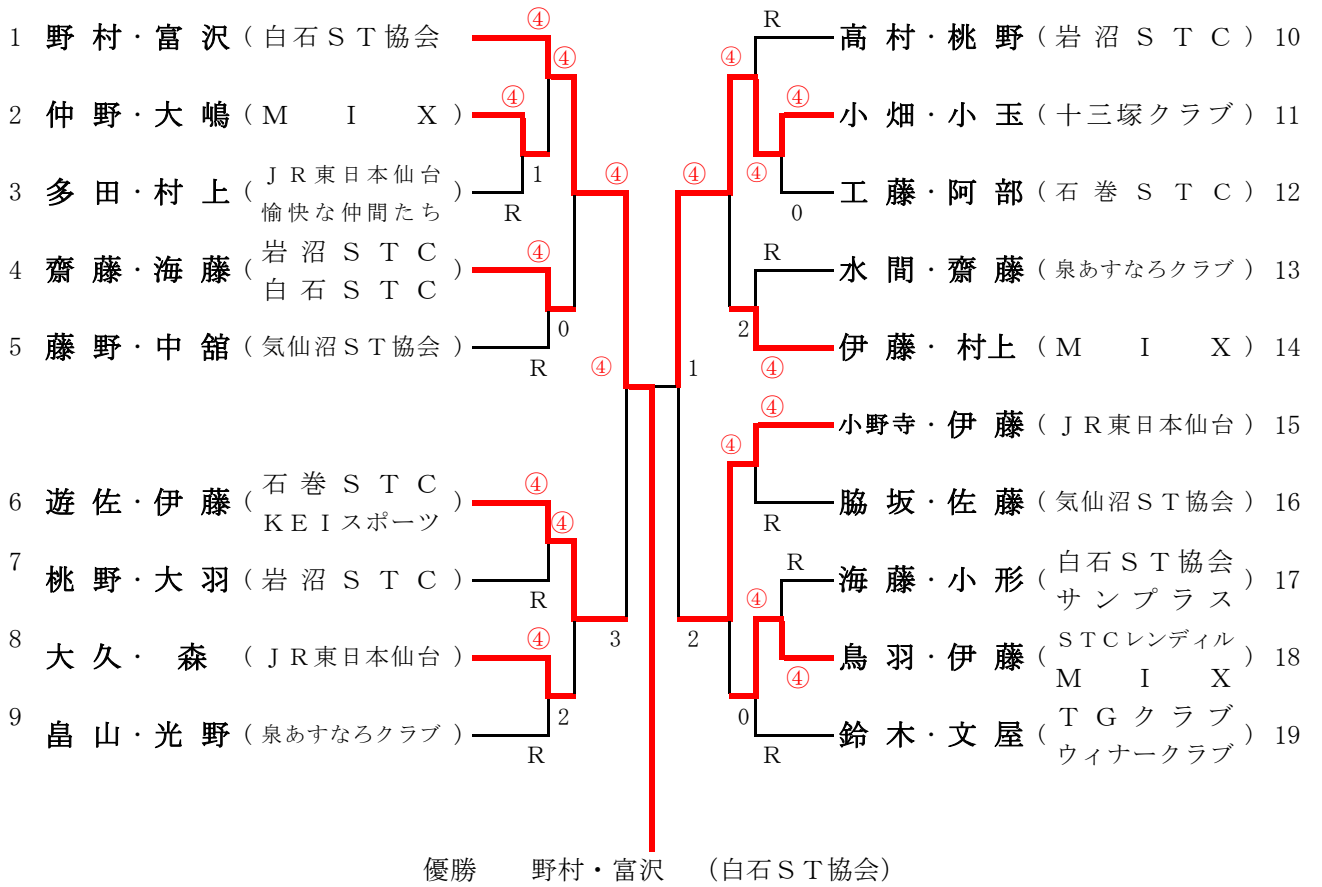 1 野村・富沢（白石ＳＴ協会 ④
④
2 仲野・大嶋（ＭＩＸ） ④
1
3 多田・村上（ＪＲ東日本仙台
愉快な仲間たち） R
④
4 齋藤・海藤（岩沼ＳＴＣ
白石ＳＴＣ） ④
0
5 藤野・中舘（気仙沼ＳＴ協会） R
④
6 遊佐・伊藤（石巻ＳＴＣ
ＫＥＩスポーツ） ④
④
7 桃野・大羽（岩沼ＳＴＣ） R
3
8 大久・森（ＪＲ東日本仙台） ④
2
9 畠山・光野（泉あすなろクラブ） R
R 高村・桃野（岩沼ＳＴＣ） 10
④
④ 小畑・小玉（十三塚クラブ） 11
④
0 工藤・阿部（石巻ＳＴＣ） 12
④
R 水間・齋藤（泉あすなろクラブ） 13
2
④ 伊藤・村上（ＭＩＸ） 14
1
④ 小野寺・伊藤（ＪＲ東日本仙台） 15
④
R 脇坂・佐藤（気仙沼ＳＴ協会） 16
R 海藤・小形（白石ＳＴ協会
サンプラス） 17
④
2
④ 鳥羽・伊藤（ＳＴＣレンディル
ＭＩＸ） 18
0
R 鈴木・文屋（ＴＧクラブ
ウィナークラブ） 19
優勝　野村・富沢　（白石ＳＴ協会）